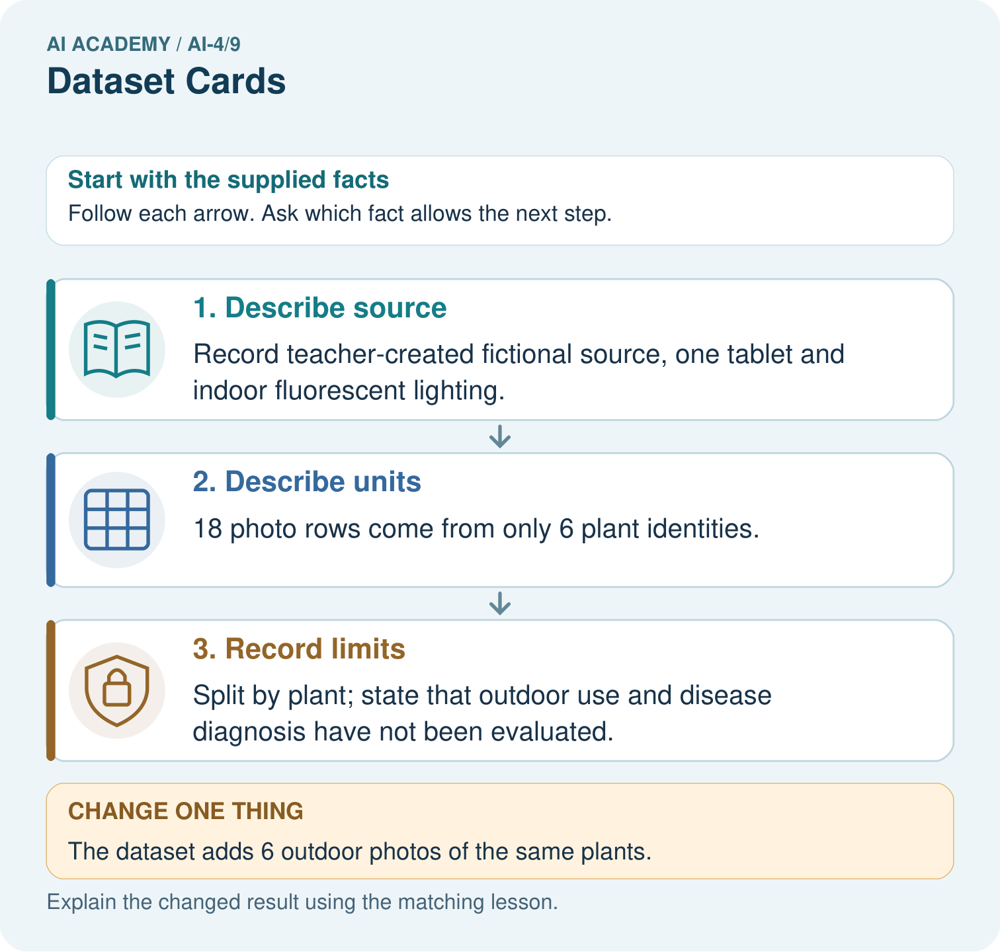 AI ACADEMY / AI-4/9
Dataset Cards
Start with the supplied facts
Follow each arrow. Ask which fact allows the next step.
1. Describe source
Record teacher-created fictional source, one tablet and
indoor fluorescent lighting.
2. Describe units
18 photo rows come from only 6 plant identities.
3. Record limits
Split by plant; state that outdoor use and disease
diagnosis have not been evaluated.
CHANGE ONE THING
The dataset adds 6 outdoor photos of the same plants.
Explain the changed result using the matching lesson.